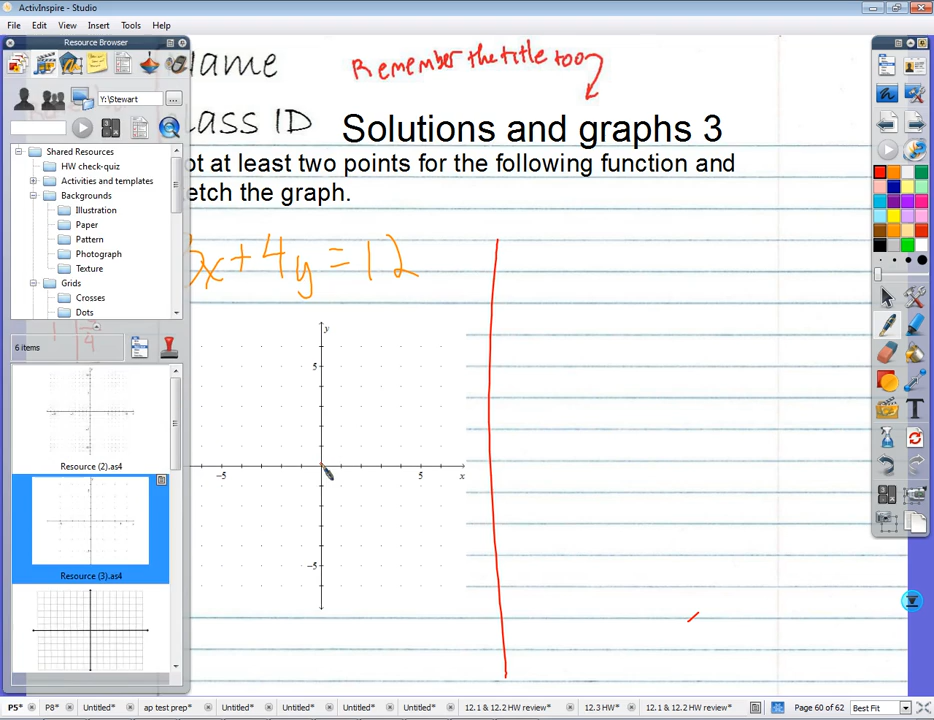 ActivInspire - Studio
File Edit View Insert Tools Help
Resource Browser
Y:\Stewart
...
Shared Resources
HW check-quiz
Activities and templates
Backgrounds
Illustration
Paper
Pattern
Photograph
Texture
Grids
Crosses
Dots
6 items
Resource (2).as4
Resource (3).as4
ame
Remember the title too
ass ID
Solutions and graphs 3
ot at least two points for the following function and
etch the graph.
3x+4y=12
y
5
-5
5
x
-5
T
P5* P8* Untitled* ap test prep* Untitled* Untitled* Untitled* Untitled* 12.1 & 12.2 HW review* 12.3 HW* 12.1 & 12.2 HW review* Page 60 of 62 Best Fit